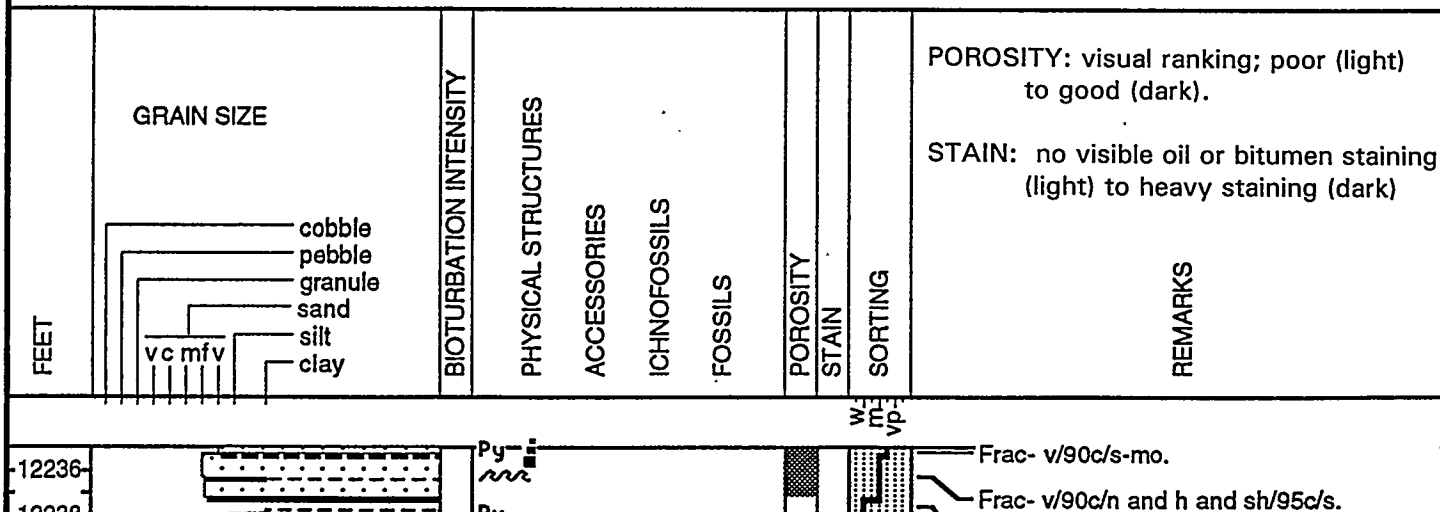 POROSITY: visual ranking; poor (light)
to good (dark).
STAIN: no visible oil or bitumen staining
(light) to heavy staining (dark)
GRAIN SIZE
cobble
pebble
granule
sand
silt
clay
v c m f v
FEET
BIOTURBATION INTENSITY
PHYSICAL STRUCTURES
ACCESSORIES
ICHNOFOSSILS
FOSSILS
POROSITY
STAIN
SORTING
REMARKS
w
m
vp
12236
Py
Frac- v/90c/s-mo.
Frac- v/90c/n and h and sh/95c/s.
12238
Py